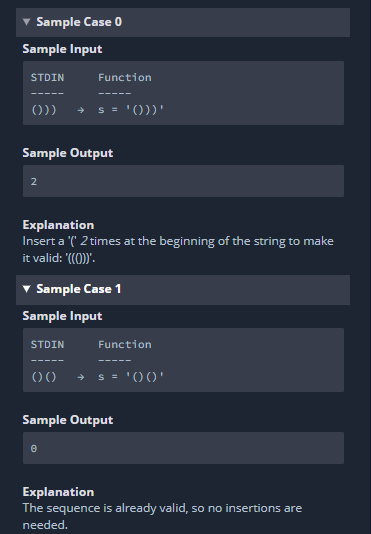 ▼ Sample Case 0
Sample Input
STDIN Function
----- -----
())) → s = '()))'
Sample Output
2
Explanation
Insert a '(' 2 times at the beginning of the string to make
it valid: '((()))'.
▼ Sample Case 1
Sample Input
STDIN Function
----- -----
()() → s = '()()'
Sample Output
0
Explanation
The sequence is already valid, so no insertions are
needed.